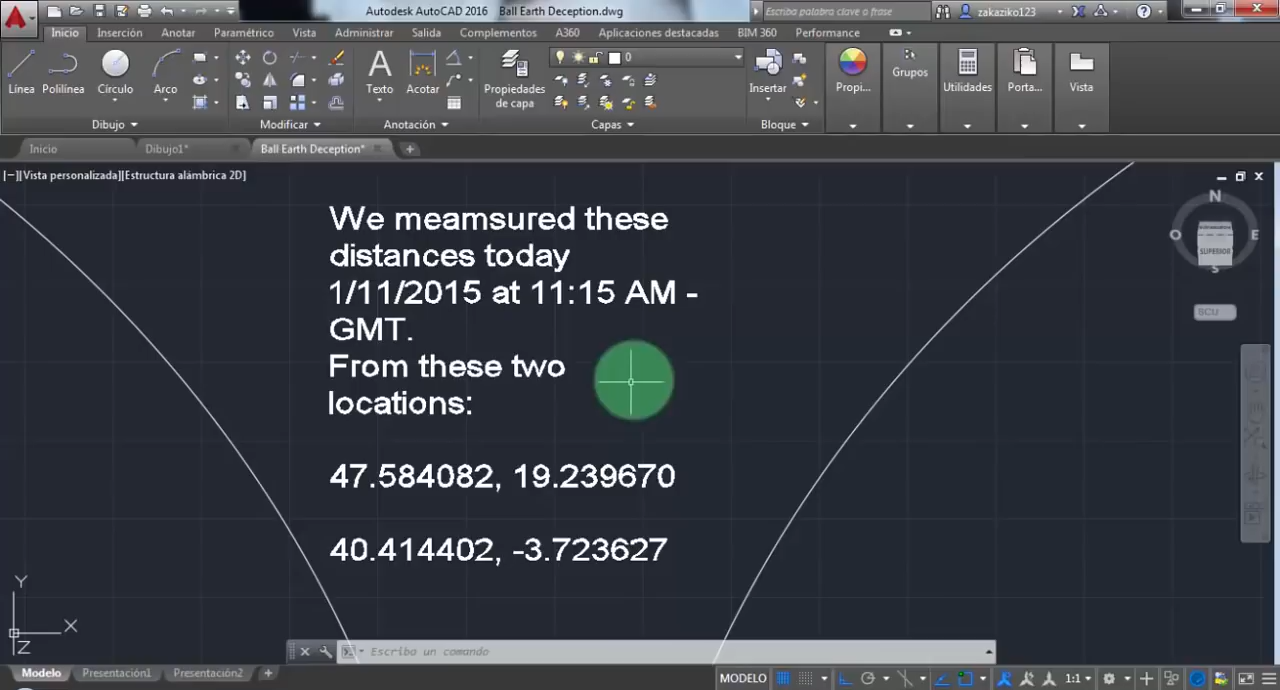 Autodesk AutoCAD 2016 Ball Earth Deception.dwg
Escriba palabra clave o frase
zakaziko123
Inicio Inserción Anotar Paramétrico Vista Administrar Salida Complementos A360 Aplicaciones destacadas BIM 360 Performance
Línea Polilínea Círculo Arco
Texto Acotar
Propiedades de capa
0
Insertar
Propi...
Grupos
Utilidades
Porta...
Vista
Dibujo Modificar Anotación Capas Bloque
Inicio Dibujo1* Ball Earth Deception*
[−][Vista personalizada][Estructura alámbrica 2D]
N
O E
SUPERIOR
S
SCU
We meamsured these
distances today
1/11/2015 at 11:15 AM -
GMT.
From these two
locations:
47.584082, 19.239670
40.414402, -3.723627
Y
X
Z
Escriba un comando
Modelo Presentación1 Presentación2
MODELO 1:1